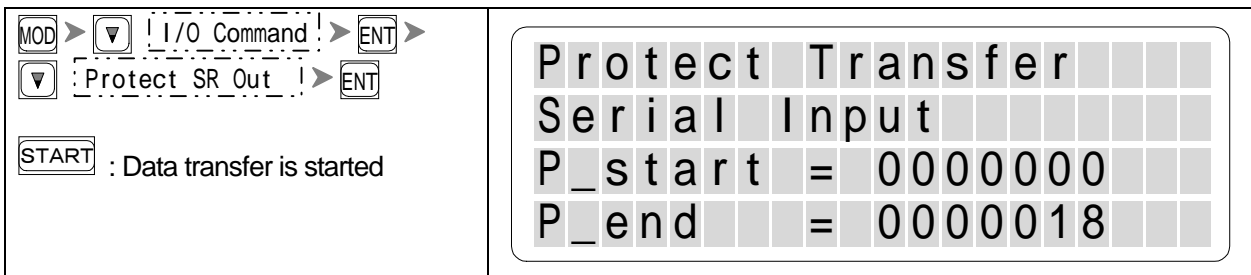 MOD ➤ ▼ I/O Command ➤ ENT ➤
▼ Protect SR Out ➤ ENT
START : Data transfer is started
Protect Transfer
Serial Input
P_start = 0000000
P_end = 0000018